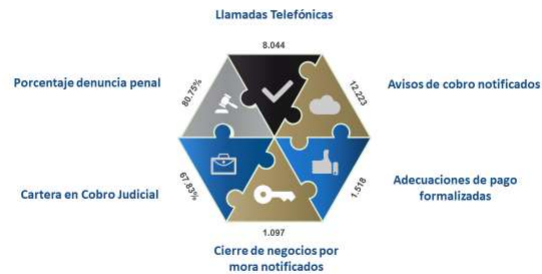 Llamadas Telefónicas
8.044
Porcentaje denuncia penal
80.75%
12.223
Avisos de cobro notificados
Cartera en Cobro Judicial
67.83%
1.518
Adecuaciones de pago
formalizadas
1.097
Cierre de negocios por
mora notificados